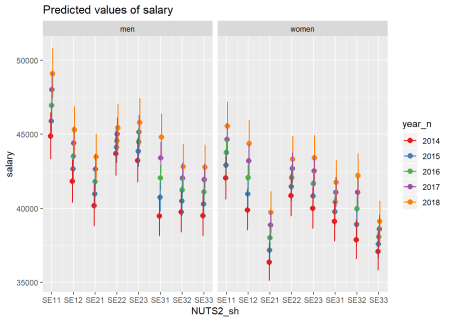 Predicted values of salary
men women
50000
45000
40000
35000
salary
SE11 SE12 SE21 SE22 SE23 SE31 SE32 SE33 SE11 SE12 SE21 SE22 SE23 SE31 SE32 SE33
NUTS2_sh
year_n
2014
2015
2016
2017
2018